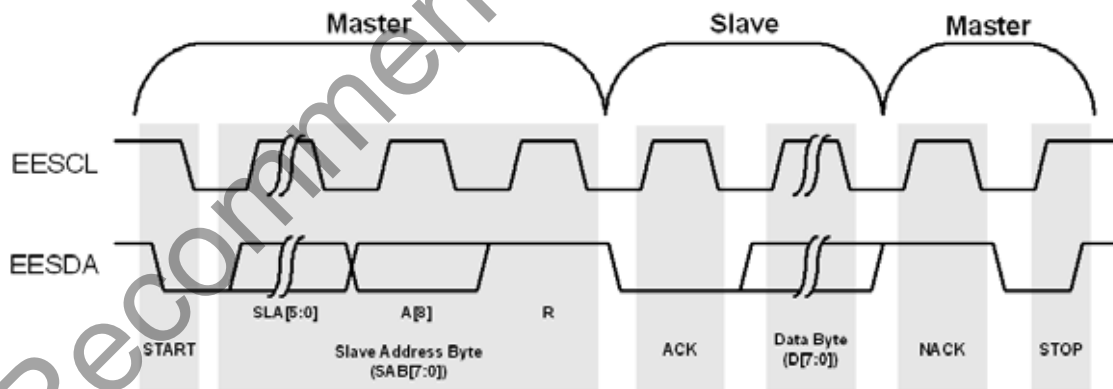 Master Slave Master
EESCL
EESDA
SLA[5:0] A[8] R
START Slave Address Byte ACK Data Byte NACK STOP
(SAB[7:0]) (D[7:0])